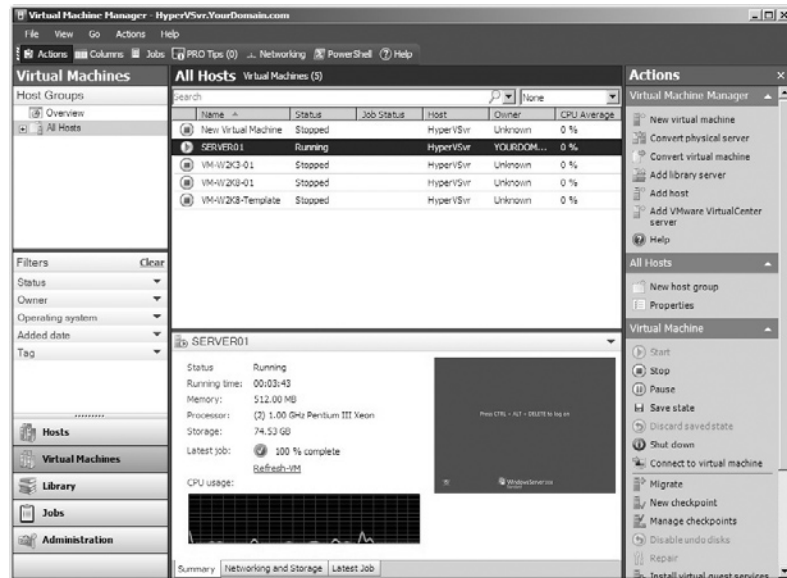 Virtual Machine Manager - HyperVSvr.YourDomain.com
File View Go Actions Help
Actions Columns Jobs PRO Tips (0) Networking PowerShell Help
Virtual Machines
Host Groups
Overview
All Hosts
Filters Clear
Status
Owner
Operating system
Added date
Tag
Hosts
Virtual Machines
Library
Jobs
Administration
All Hosts Virtual Machines (5)
Search None
Name Status Job Status Host Owner CPU Average
New Virtual Machine Stopped HyperVSvr Unknown 0 %
SERVER01 Running HyperVSvr YOURDOM... 0 %
VM-W2K3-01 Stopped HyperVSvr Unknown 0 %
VM-W2K8-01 Stopped HyperVSvr Unknown 0 %
VM-W2K8-Template Stopped HyperVSvr Unknown 0 %
SERVER01
Status Running
Running time: 00:03:43
Memory: 512.00 MB
Processor: (2) 1.00 GHz Pentium III Xeon
Storage: 74.53 GB
Latest job: 100 % complete
Refresh-VM
CPU usage:
Press CTRL + ALT + DELETE to log on
Summary Networking and Storage Latest Job
Actions
Virtual Machine Manager
New virtual machine
Convert physical server
Convert virtual machine
Add library server
Add host
Add VMware VirtualCenter
server
Help
All Hosts
New host group
Properties
Virtual Machine
Start
Stop
Pause
Save state
Discard saved state
Shut down
Connect to virtual machine
Migrate
New checkpoint
Manage checkpoints
Disable undo disks
Repair
Install virtual guest services